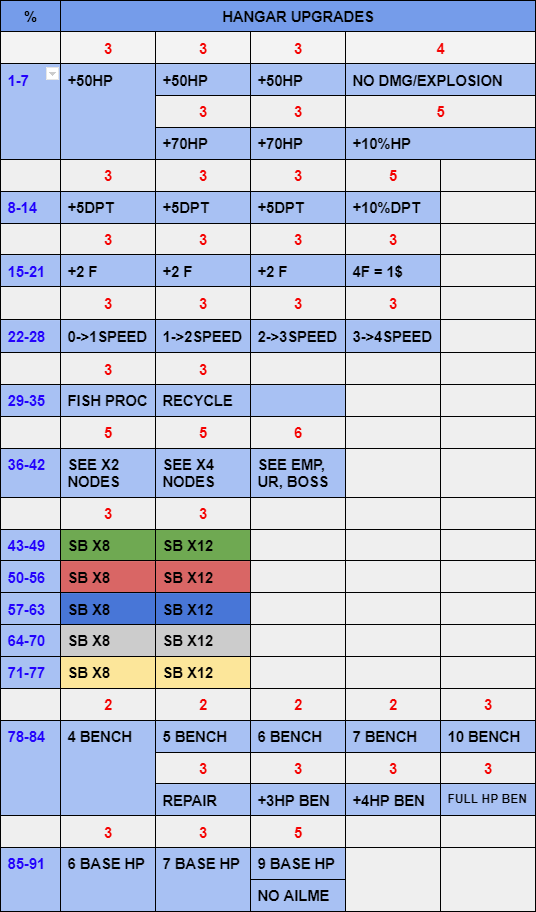 % HANGAR UPGRADES
3 3 3 4
1-7 +50HP +50HP +50HP NO DMG/EXPLOSION
3 3 5
+70HP +70HP +10%HP
3 3 3 5
8-14 +5DPT +5DPT +5DPT +10%DPT
3 3 3 3
15-21 +2 F +2 F +2 F 4F = 1$
3 3 3 3
22-28 0->1SPEED 1->2SPEED 2->3SPEED 3->4SPEED
3 3
29-35 FISH PROC RECYCLE
5 5 6
36-42 SEE X2 SEE X4 SEE EMP,
NODES NODES UR, BOSS
3 3
43-49 SB X8 SB X12
50-56 SB X8 SB X12
57-63 SB X8 SB X12
64-70 SB X8 SB X12
71-77 SB X8 SB X12
2 2 2 2 3
78-84 4 BENCH 5 BENCH 6 BENCH 7 BENCH 10 BENCH
3 3 3 3
REPAIR +3HP BEN +4HP BEN FULL HP BEN
3 3 5
85-91 6 BASE HP 7 BASE HP 9 BASE HP
NO AILME